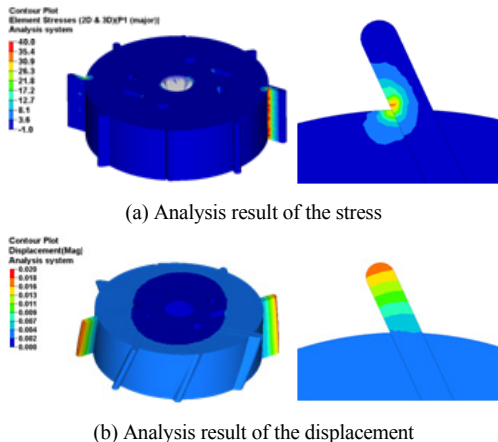 Contour Plot
Element Stresses (2D & 3D)(P1 (major))
Analysis system
40.0
35.4
30.9
26.3
21.8
17.2
12.7
8.1
3.6
-1.0
(a) Analysis result of the stress
Contour Plot
Displacement(Mag)
Analysis system
0.020
0.018
0.016
0.013
0.011
0.009
0.007
0.004
0.002
0.000
(b) Analysis result of the displacement